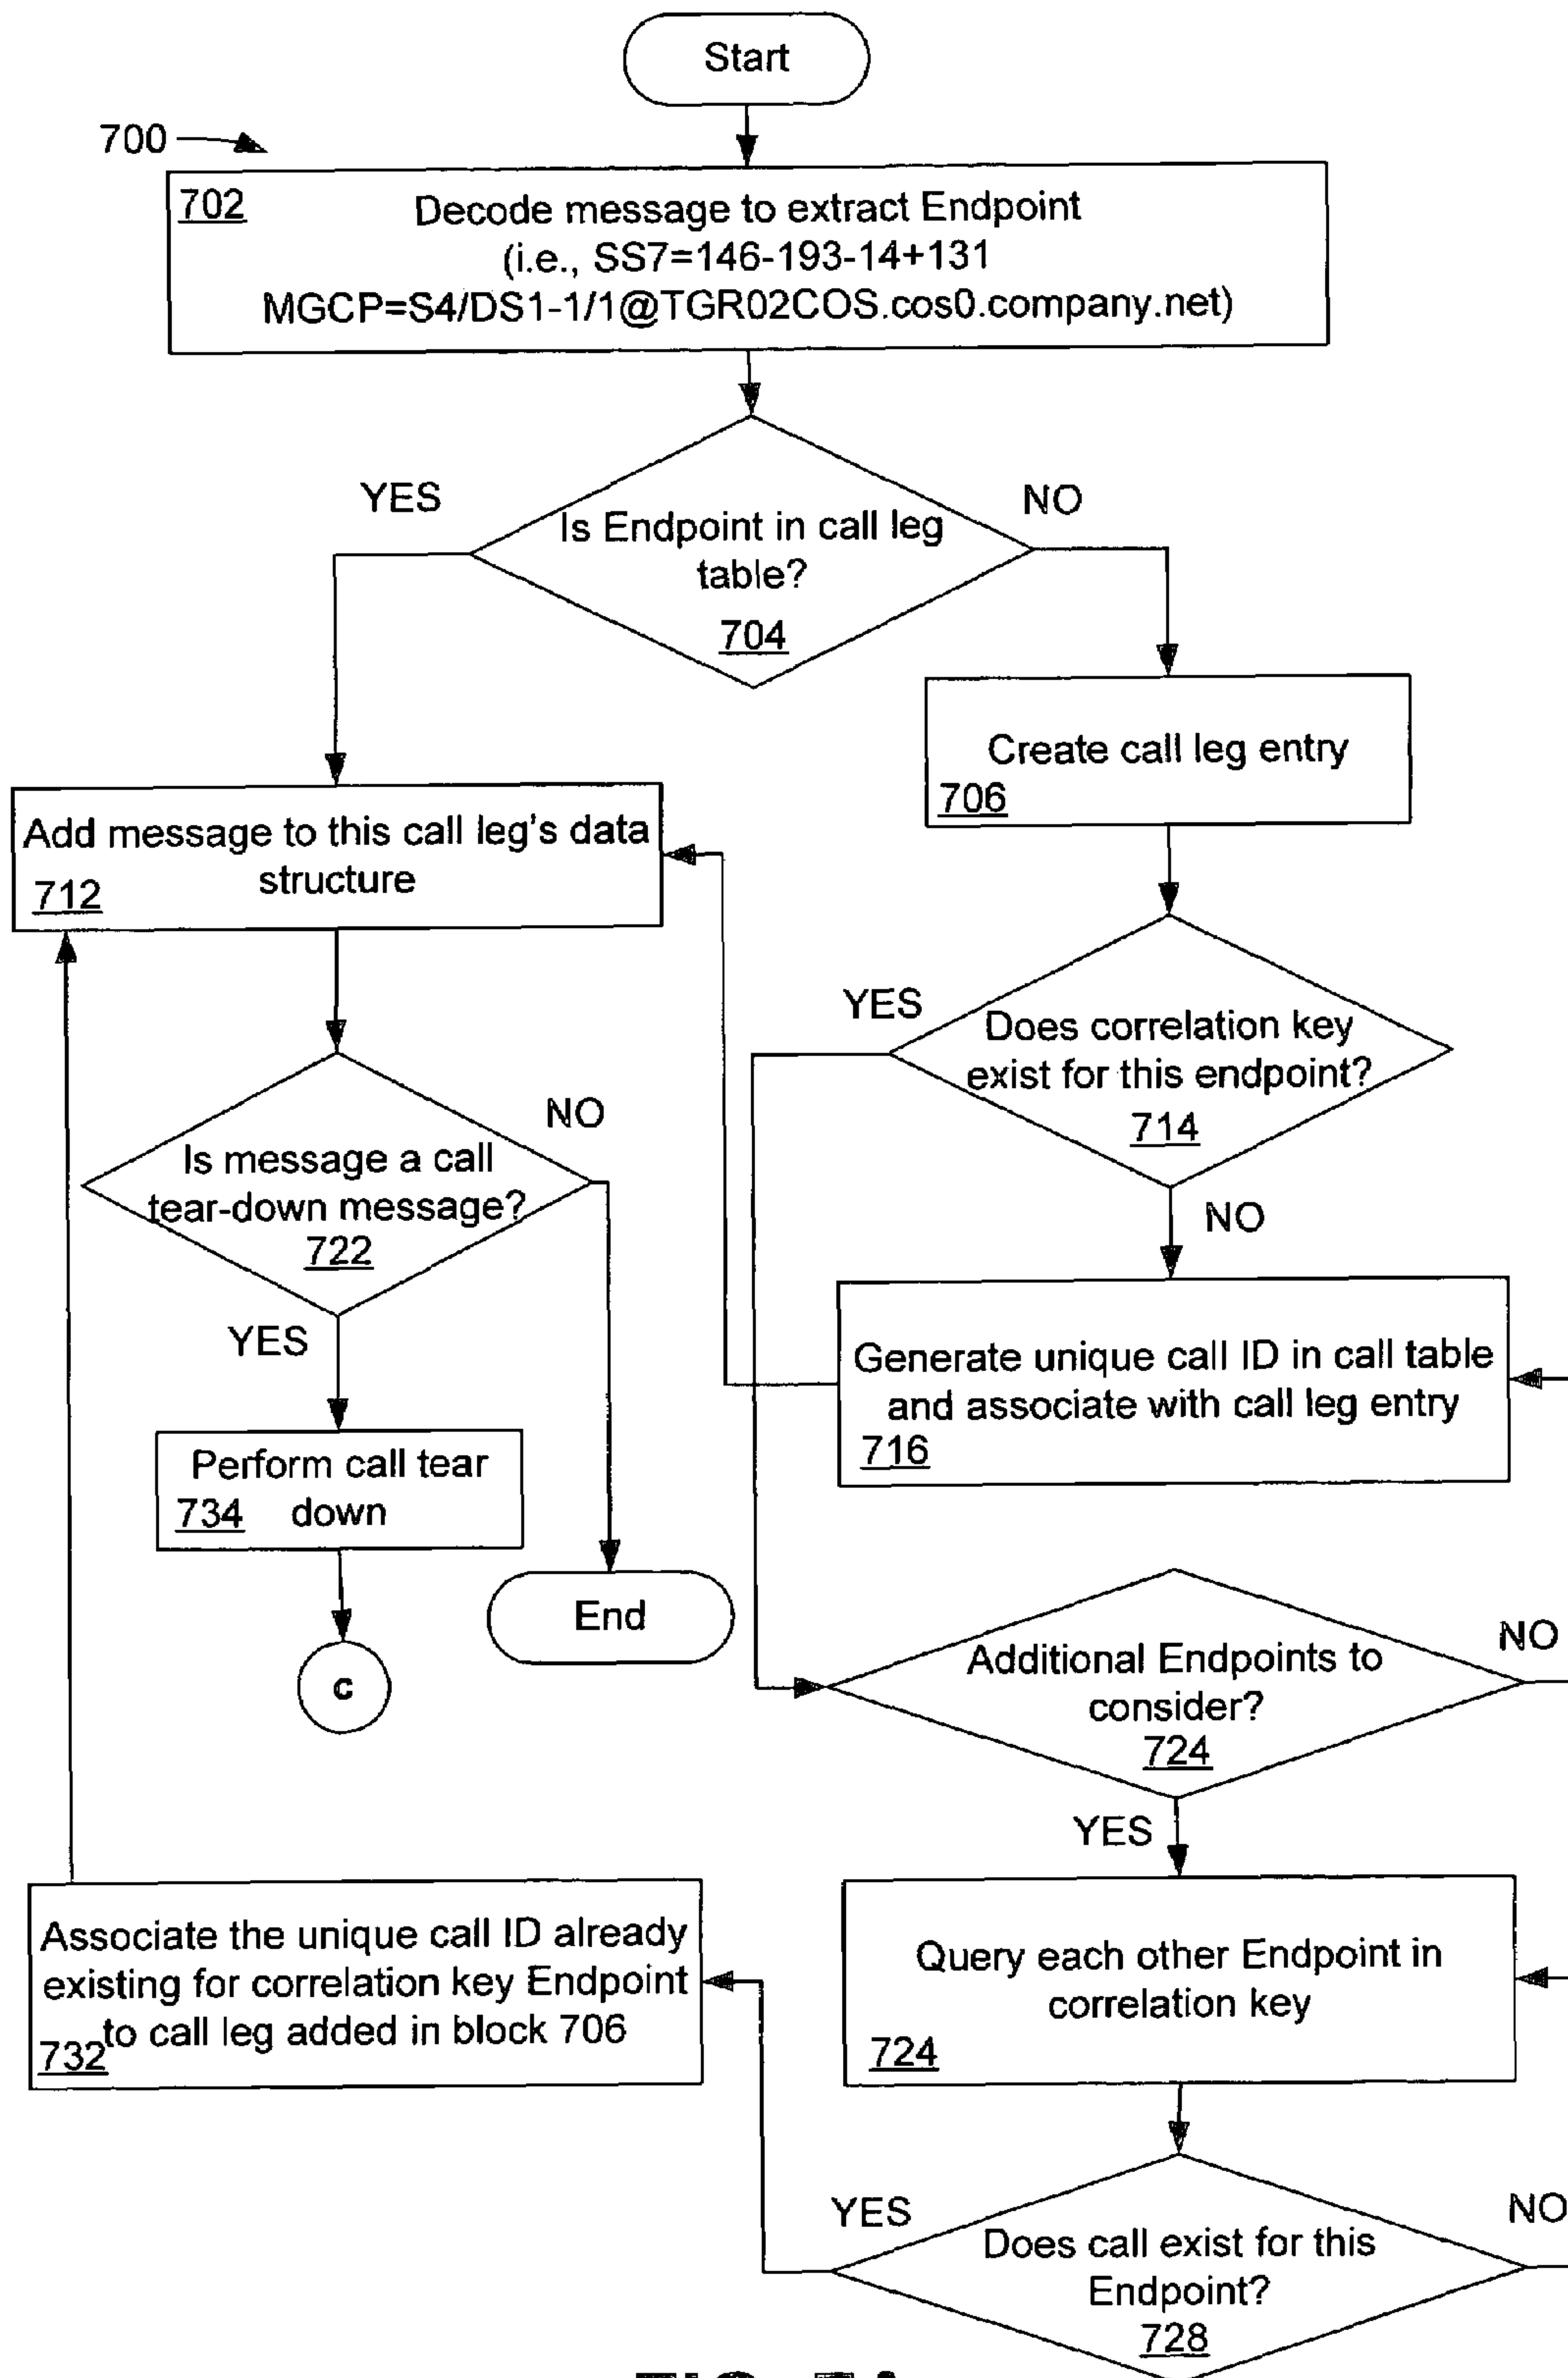 Start
700
702
Decode message to extract Endpoint
(i.e., SS7=146-193-14+131
MGCP=S4/DS1-1/1@TGR02COS.cos0.company.net)
YES
NO
Is Endpoint in call leg
table?
704
Create call leg entry
706
Add message to this call leg's data
structure
712
YES
Does correlation key
exist for this endpoint?
714
NO
NO
Is message a call
tear-down message?
722
YES
Generate unique call ID in call table
and associate with call leg entry
716
Perform call tear
down
734
End
c
Additional Endpoints to
consider?
724
NO
YES
Query each other Endpoint in
correlation key
724
Associate the unique call ID already
existing for correlation key Endpoint
to call leg added in block 706
732
YES
NO
Does call exist for this
Endpoint?
728